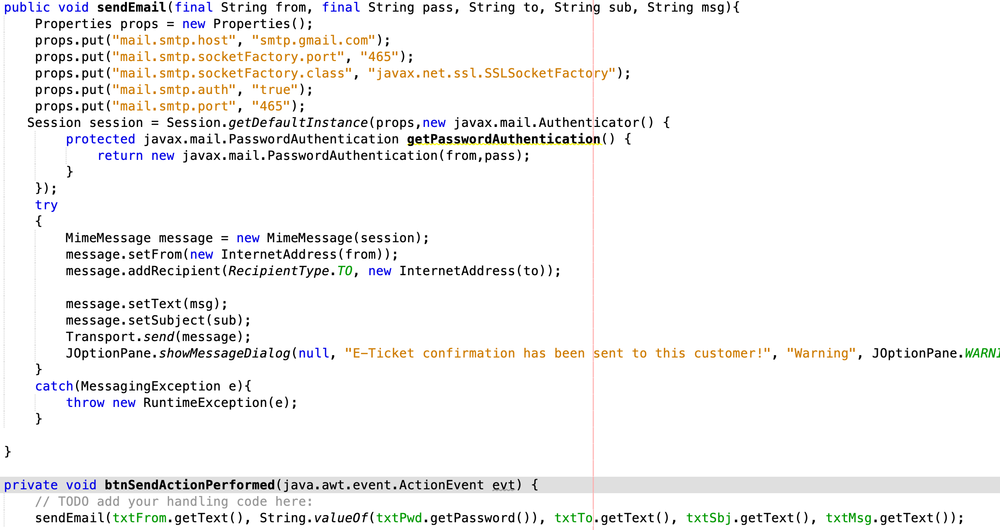 public void sendEmail(final String from, final String pass, String to, String sub, String msg){
Properties props = new Properties();
props.put("mail.smtp.host", "smtp.gmail.com");
props.put("mail.smtp.socketFactory.port", "465");
props.put("mail.smtp.socketFactory.class", "javax.net.ssl.SSLSocketFactory");
props.put("mail.smtp.auth", "true");
props.put("mail.smtp.port", "465");
Session session = Session.getDefaultInstance(props,new javax.mail.Authenticator() {
protected javax.mail.PasswordAuthentication getPasswordAuthentication() {
return new javax.mail.PasswordAuthentication(from,pass);
}
});
try
{
MimeMessage message = new MimeMessage(session);
message.setFrom(new InternetAddress(from));
message.addRecipient(RecipientType.TO, new InternetAddress(to));
message.setText(msg);
message.setSubject(sub);
Transport.send(message);
JOptionPane.showMessageDialog(null, "E-Ticket confirmation has been sent to this customer!", "Warning", JOptionPane.WARNI
}
catch(MessagingException e){
throw new RuntimeException(e);
}
}
private void btnSendActionPerformed(java.awt.event.ActionEvent evt) {
// TODO add your handling code here:
sendEmail(txtFrom.getText(), String.valueOf(txtPwd.getPassword()), txtTo.getText(), txtSbj.getText(), txtMsg.getText());